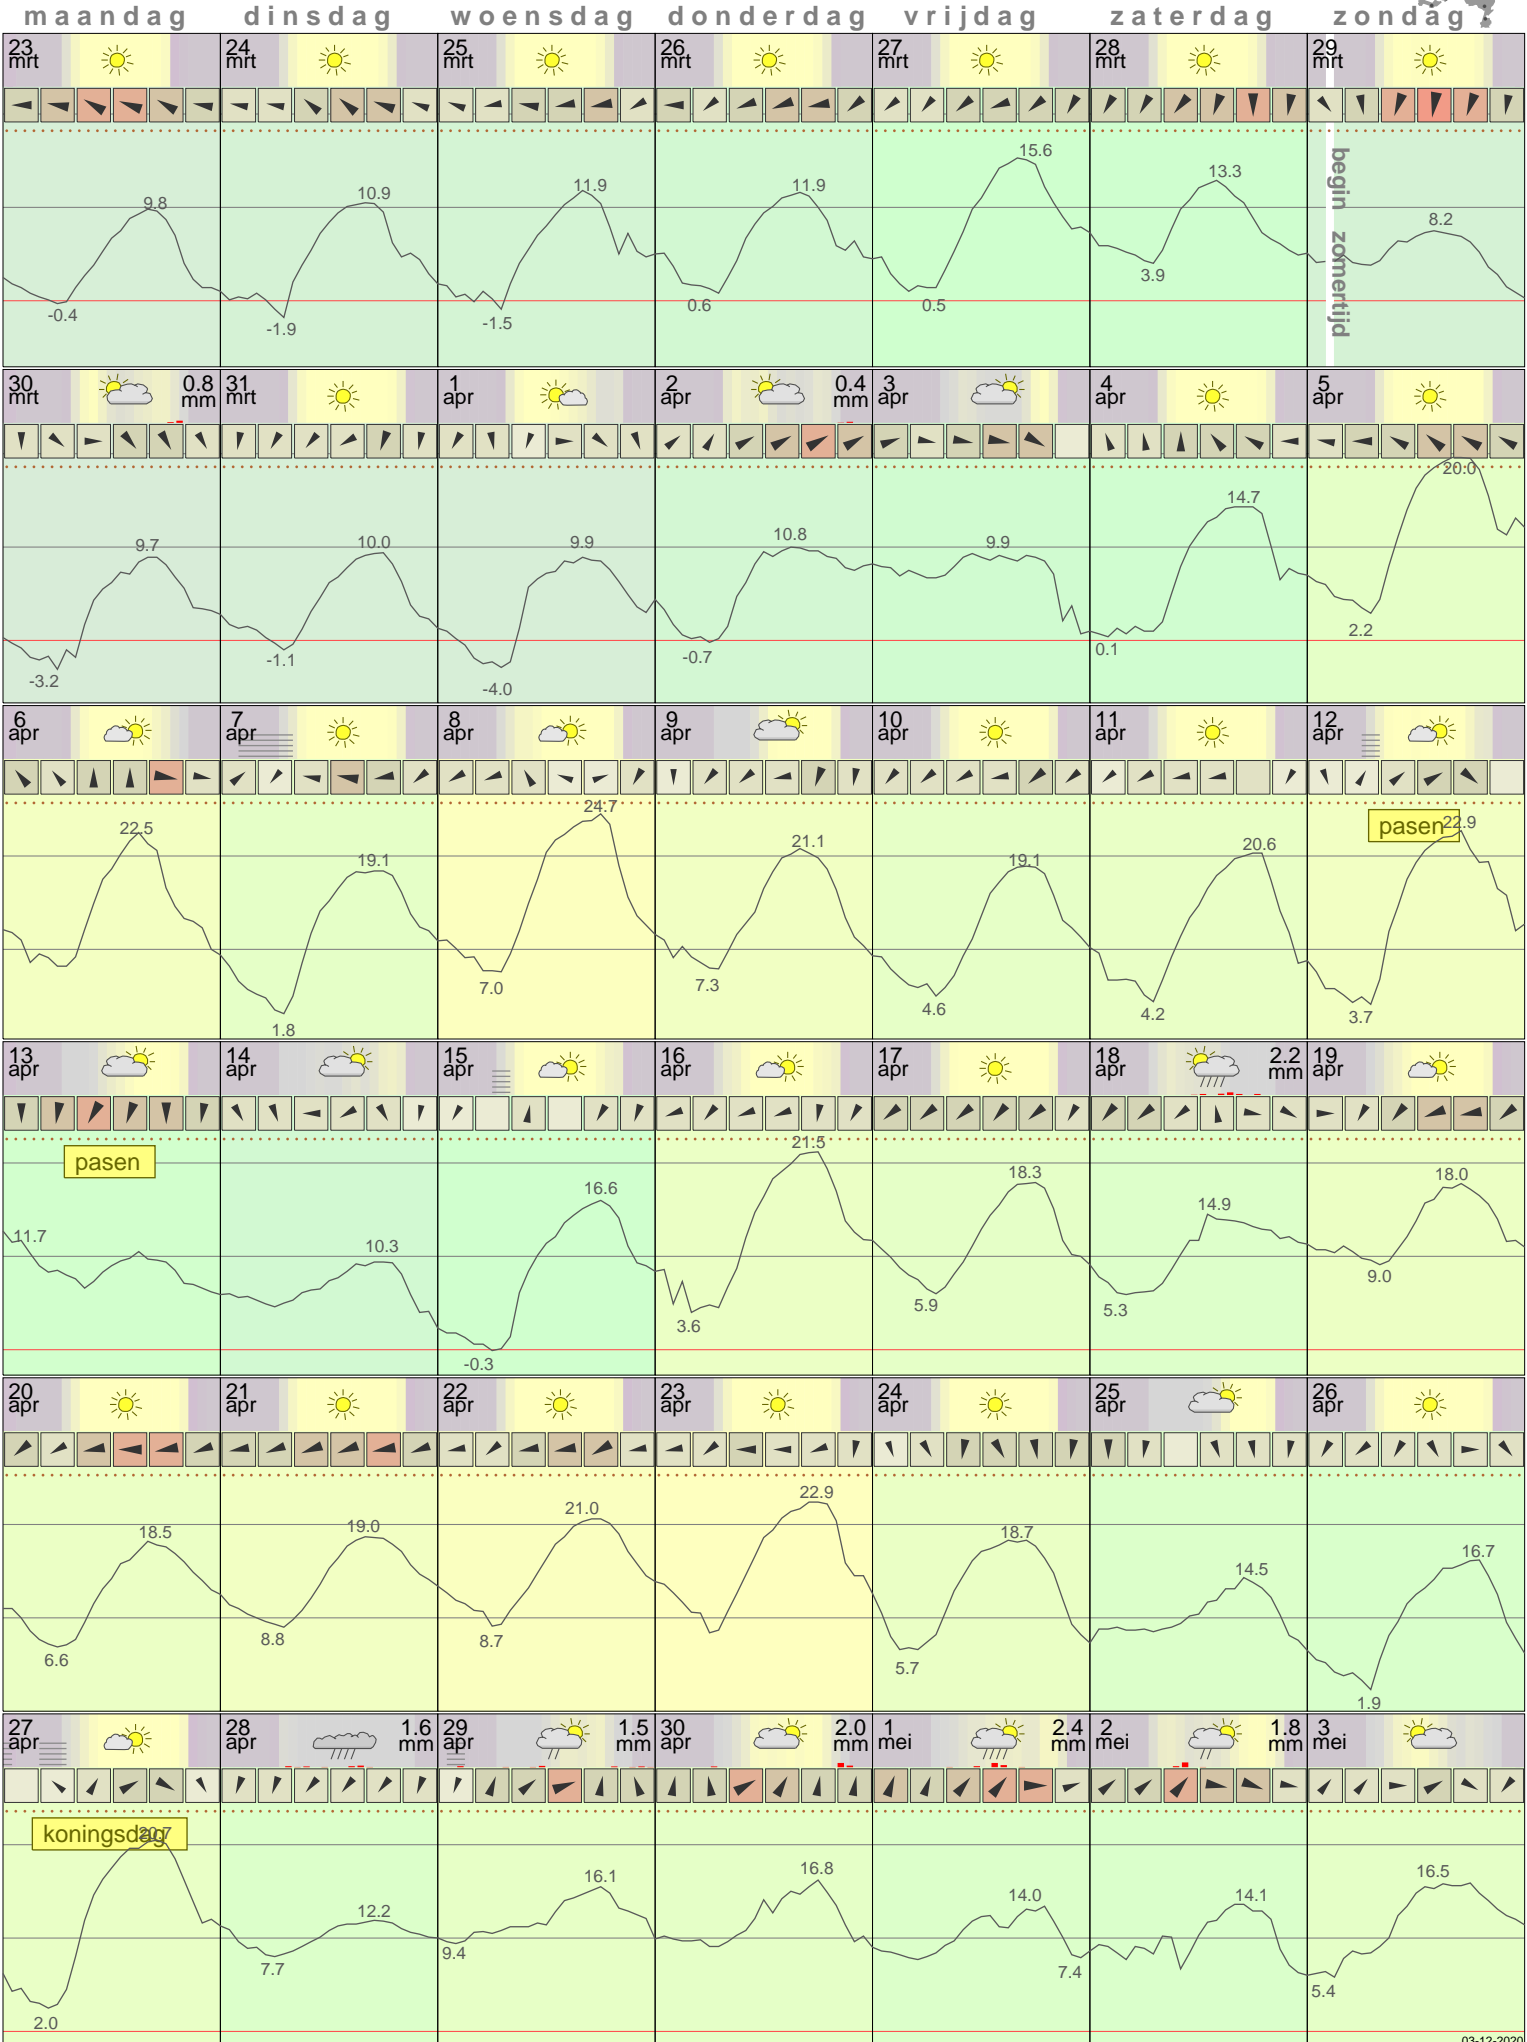 maandag dinsdag woensdag donderdag vrijdag zaterdag zondag
23 24 25 26 27 28 29
mrt mrt mrt mrt mrt mrt mrt
9.8 10.9 11.9 11.9 15.6 13.3 8.2
-0.4 -1.9 -1.5 0.6 0.5 3.9
begin zomertijd
30 0.8 31 1 2 0.4 3 4 5
mrt mm mrt apr apr mm apr apr apr
9.7 10.0 9.9 10.8 9.9 14.7 20.0
-3.2 -1.1 -4.0 -0.7 0.1 2.2
6 7 8 9 10 11 12
apr apr apr apr apr apr apr
pasen
22.5 19.1 24.7 21.1 19.1 20.6 22.9
1.8 7.0 7.3 4.6 4.2 3.7
13 14 15 16 17 18 2.2 19
apr apr apr apr apr apr mm apr
pasen
11.7 10.3 16.6 21.5 18.3 14.9 18.0
-0.3 3.6 5.9 5.3 9.0
20 21 22 23 24 25 26
apr apr apr apr apr apr apr
18.5 19.0 21.0 22.9 18.7 14.5 16.7
6.6 8.8 8.7 5.7 1.9
27 28 1.6 29 1.5 30 2.0 1 2.4 2 1.8 3
apr apr mm apr mm apr mm mei mm mei mm mei
koningsdag
20.7 12.2 16.1 16.8 14.0 14.1 16.5
2.0 7.7 9.4 7.4 5.4
03-12-2020